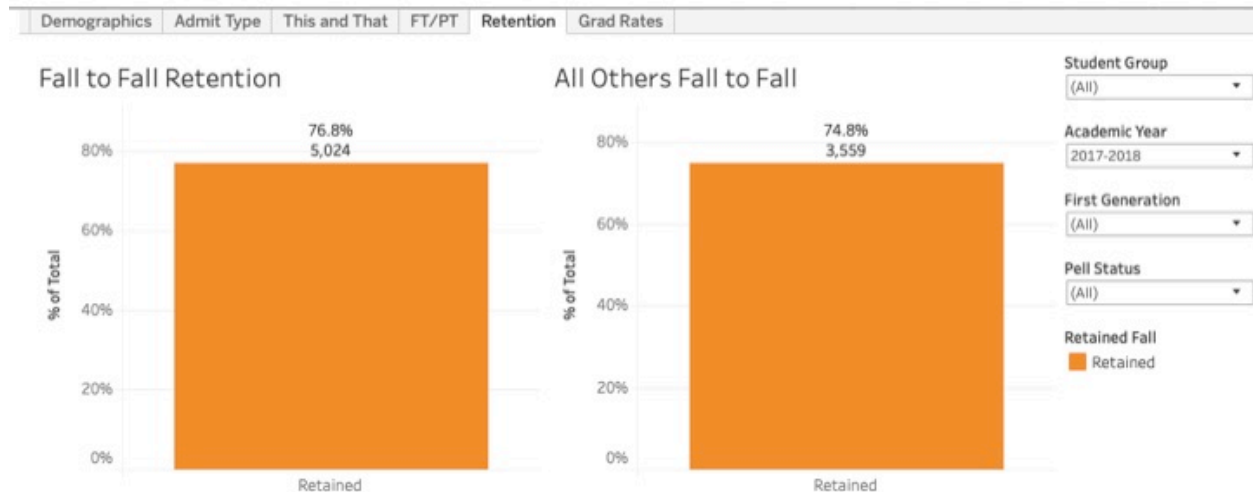 Demographics Admit Type This and That FT/PT Retention Grad Rates
Fall to Fall Retention
76.8%
5,024
80%
60%
40%
20%
0%
% of Total
Retained
All Others Fall to Fall
74.8%
3,559
80%
60%
40%
20%
0%
% of Total
Retained
Student Group
(All)
Academic Year
2017-2018
First Generation
(All)
Pell Status
(All)
Retained Fall
Retained